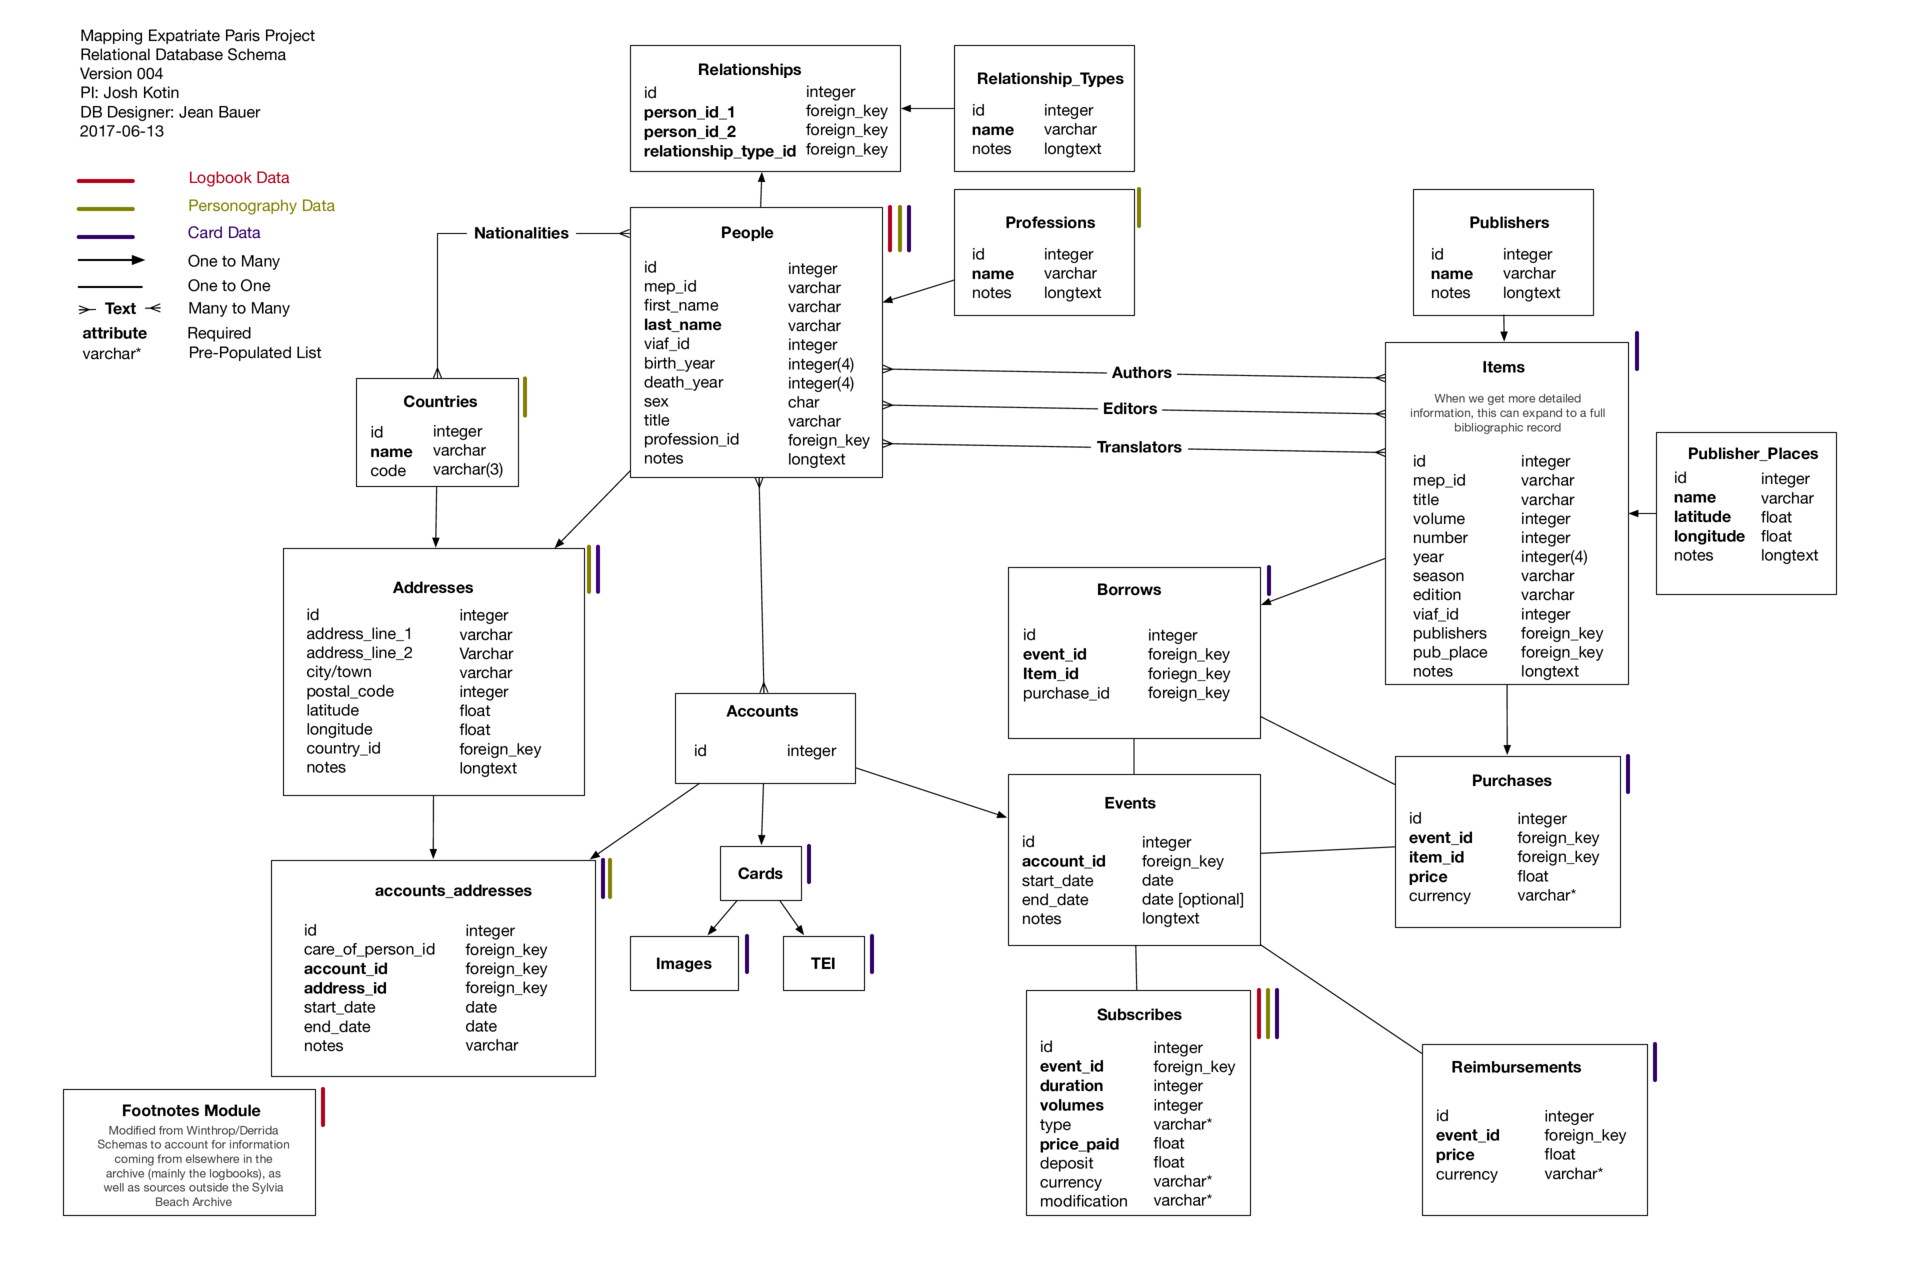 Mapping Expatriate Paris Project
Relational Database Schema
Version 004
PI: Josh Kotin
DB Designer: Jean Bauer
2017-06-13
Logbook Data
Personography Data
Card Data
One to Many
One to One
Text Many to Many
attribute Required
varchar* Pre-Populated List
Relationships
id integer
person_id_1 foreign_key
person_id_2 foreign_key
relationship_type_id foreign_key
Relationship_Types
id integer
name varchar
notes longtext
Nationalities
People
id integer
mep_id varchar
first_name varchar
last_name varchar
viaf_id integer
birth_year integer(4)
death_year integer(4)
sex char
title varchar
profession_id foreign_key
notes longtext
Professions
id integer
name varchar
notes longtext
Publishers
id integer
name varchar
notes longtext
Authors
Editors
Translators
Items
When we get more detailed
information, this can expand to a full
bibliographic record
id integer
mep_id varchar
title varchar
volume integer
number integer
year integer(4)
season varchar
edition varchar
viaf_id integer
publishers foreign_key
pub_place foreign_key
notes longtext
Publisher_Places
id integer
name varchar
latitude float
longitude float
notes longtext
Countries
id integer
name varchar
code varchar(3)
Addresses
id integer
address_line_1 varchar
address_line_2 Varchar
city/town varchar
postal_code integer
latitude float
longitude float
country_id foreign_key
notes longtext
Borrows
id integer
event_id foreign_key
Item_id foriegn_key
purchase_id foreign_key
Accounts
id integer
Events
id integer
account_id foreign_key
start_date date
end_date date [optional]
notes longtext
Purchases
id integer
event_id foreign_key
item_id foreign_key
price float
currency varchar*
accounts_addresses
id integer
care_of_person_id foreign_key
account_id foreign_key
address_id foreign_key
start_date date
end_date date
notes varchar
Cards
Images
TEI
Subscribes
id integer
event_id foreign_key
duration integer
volumes integer
type varchar*
price_paid float
deposit float
currency varchar*
modification varchar*
Reimbursements
id integer
event_id foreign_key
price float
currency varchar*
Footnotes Module
Modified from Winthrop/Derrida
Schemas to account for information
coming from elsewhere in the
archive (mainly the logbooks), as
well as sources outside the Sylvia
Beach Archive